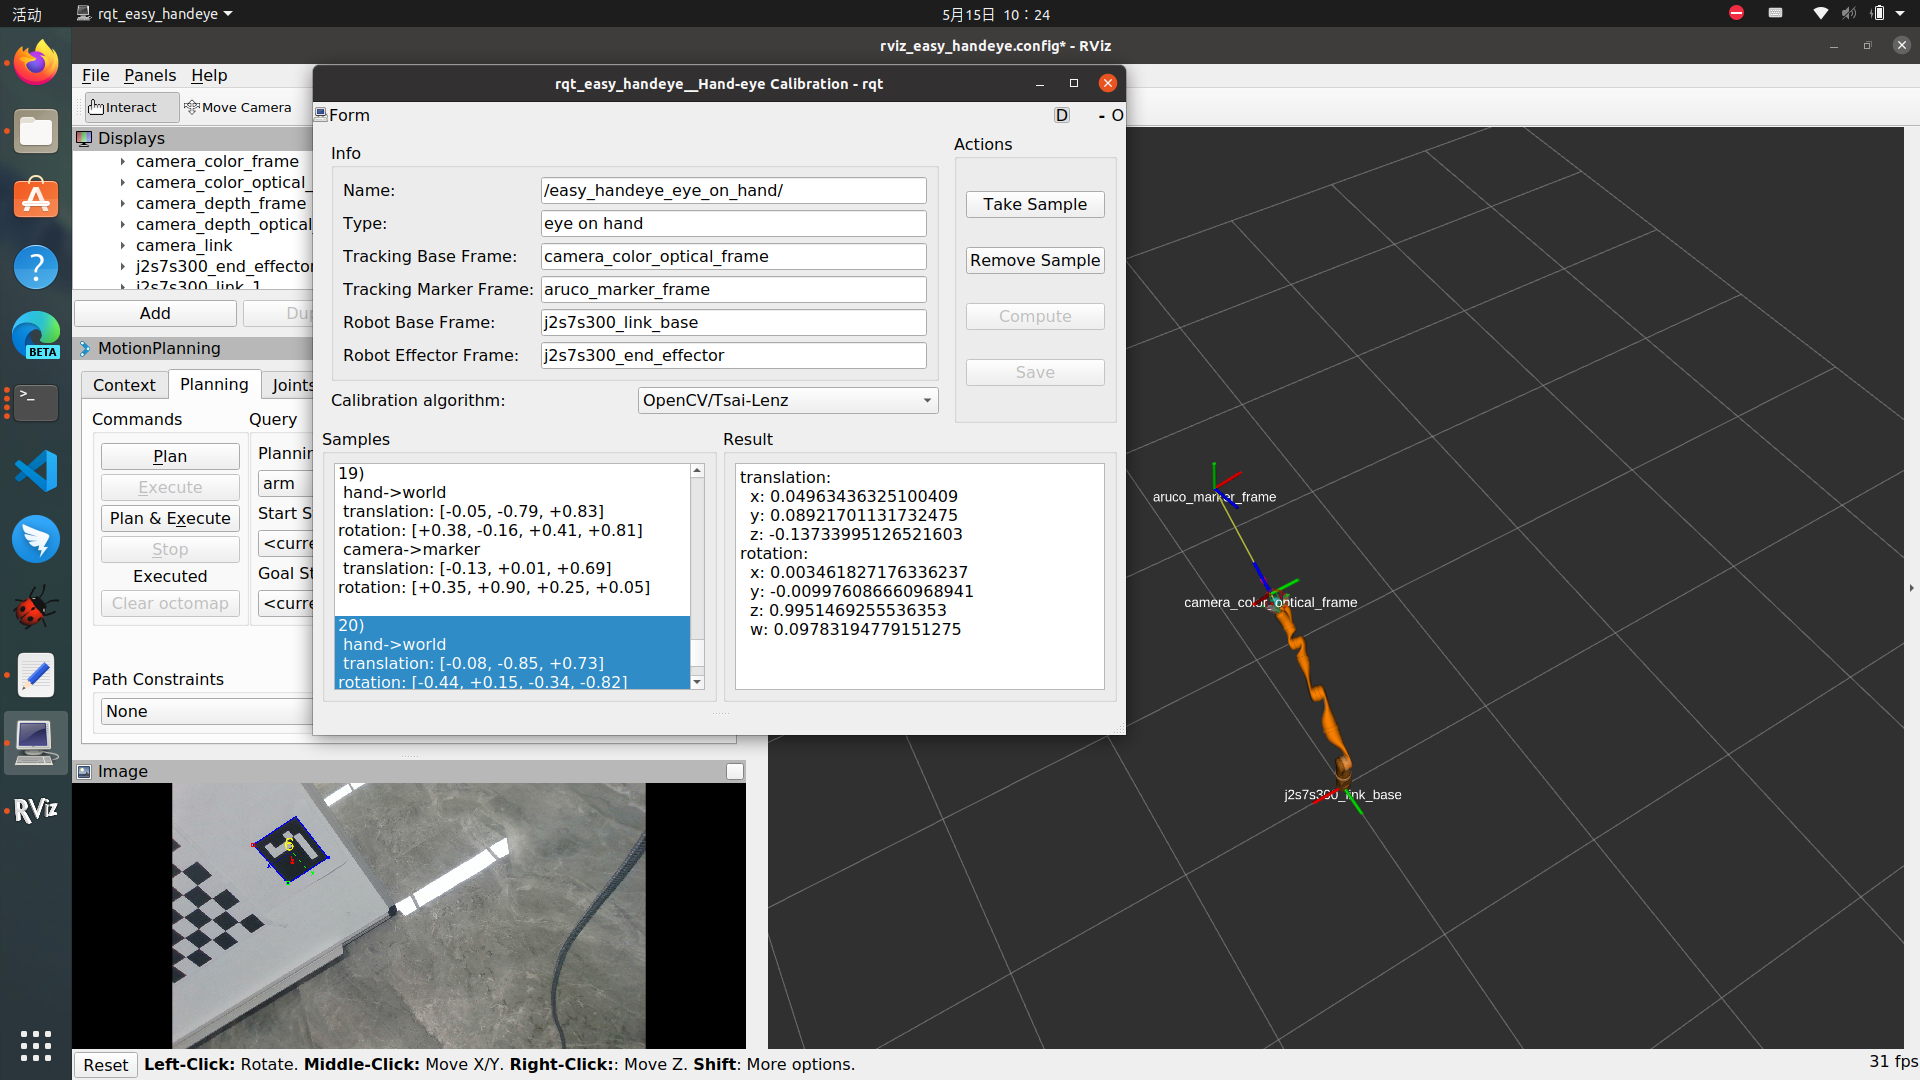 活动
rqt_easy_handeye
5月15日 10：24
rviz_easy_handeye.config* - RViz
File Panels Help
Interact
Move Camera
Displays
camera_color_frame
camera_color_optical_
camera_depth_frame
camera_depth_optical
camera_link
j2s7s300_end_effector
j2s7s300_link_1
Add
Dup
MotionPlanning
Context
Planning
Joints
Commands
Query
Plan
Execute
Plan & Execute
Stop
Executed
Clear octomap
Plannin
arm
Start S
<curre
Goal St
<curre
Path Constraints
None
rqt_easy_handeye__Hand-eye Calibration - rqt
Form
D
- O
Info
Name: /easy_handeye_eye_on_hand/
Type: eye on hand
Tracking Base Frame: camera_color_optical_frame
Tracking Marker Frame: aruco_marker_frame
Robot Base Frame: j2s7s300_link_base
Robot Effector Frame: j2s7s300_end_effector
Calibration algorithm: OpenCV/Tsai-Lenz
Actions
Take Sample
Remove Sample
Compute
Save
Samples
19)
hand->world
translation: [-0.05, -0.79, +0.83]
rotation: [+0.38, -0.16, +0.41, +0.81]
camera->marker
translation: [-0.13, +0.01, +0.69]
rotation: [+0.35, +0.90, +0.25, +0.05]
20)
hand->world
translation: [-0.08, -0.85, +0.73]
rotation: [-0.44, +0.15, -0.34, -0.82]
Result
translation:
x: 0.04963436325100409
y: 0.08921701131732475
z: -0.13733995126521603
rotation:
x: 0.003461827176336237
y: -0.009976086660968941
z: 0.9951469255536353
w: 0.09783194779151275
aruco_marker_frame
camera_color_optical_frame
j2s7s300_link_base
Image
6
BETA
RViz
Reset
Left-Click: Rotate. Middle-Click: Move X/Y. Right-Click:: Move Z. Shift: More options.
31 fps